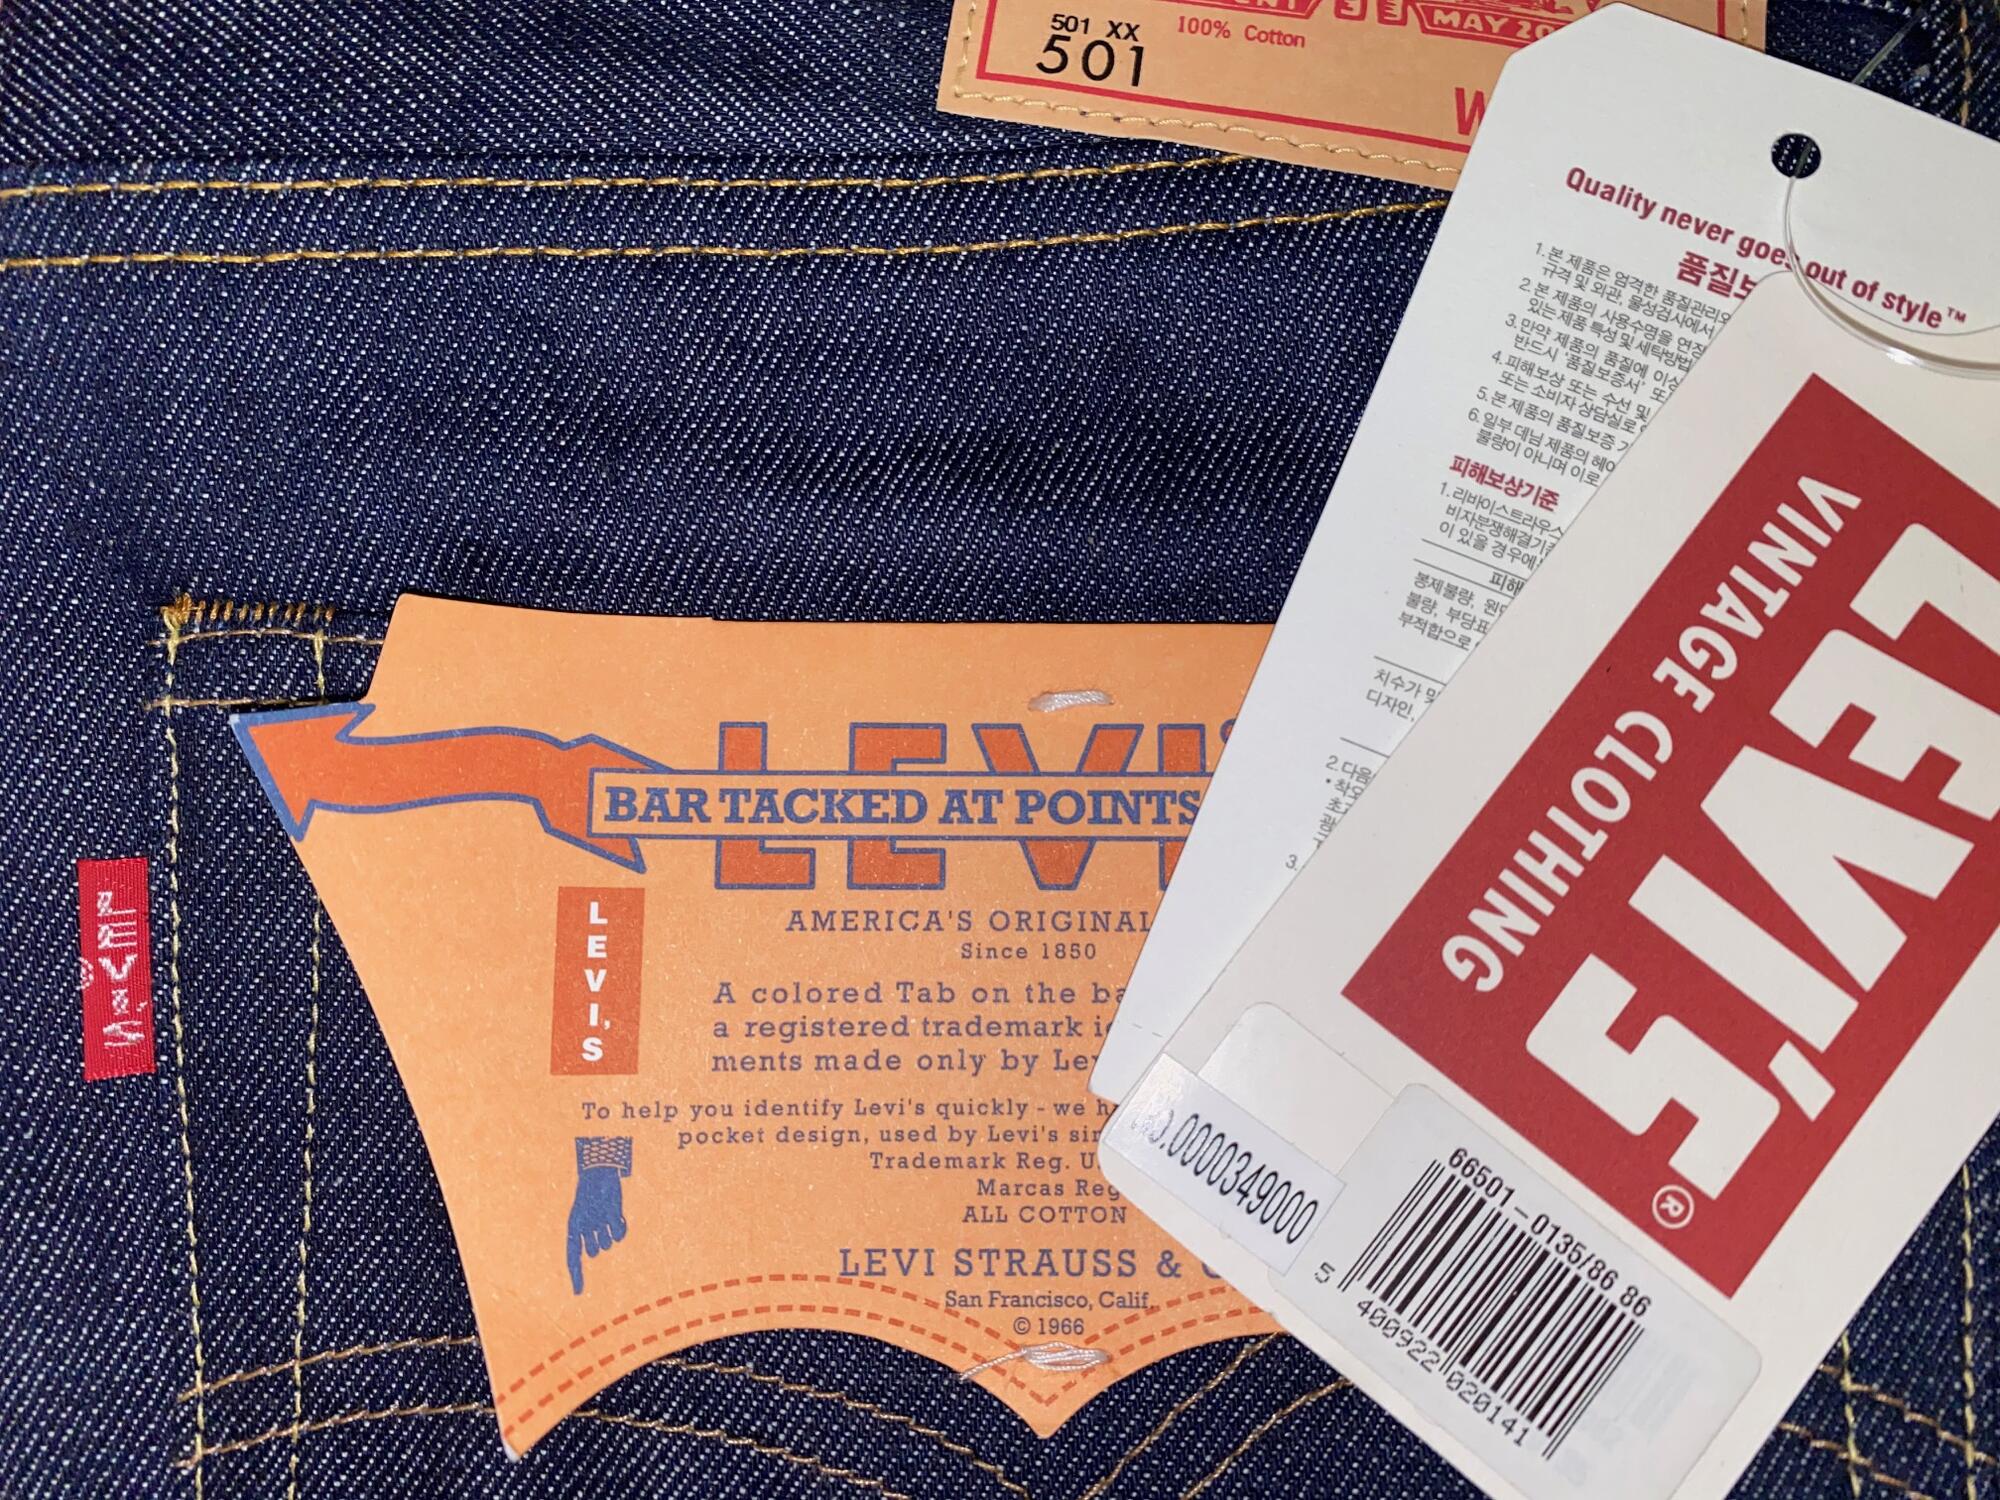 501 XX
501
100% Cotton
MAY 20
W
Quality never goes out of style™
품질보
1. 본 제품은 엄격한 품질관리
규격 및 외관, 물성검사에서
2. 본 제품의 사용수명을 연장
있는 제품 특성 및 세탁방법
3. 만약 제품의 품질에 이상
반드시 '품질보증서' 또
4. 피해보상 또는 수선 및
또는 소비자 상담실로
5. 본 제품의 품질보증 기
6. 일부 데님 제품의 헤어
불량이 아니며 이로
피해보상기준
1. 리바이스트라우스
비자분쟁해결기준
이 있을 경우에
피해
봉제불량, 원단
불량, 부당표
부적합으로
치수가 맞
디자인,
2. 다음
3.
LEVI'S
VINTAGE CLOTHING
®
No.0000349000
66501-0135/86 86
5 400922 020141
LEVI'
BAR TACKED AT POINTS
LEVI'S
AMERICA'S ORIGINAL
Since 1850
A colored Tab on the ba
a registered trademark i
ments made only by Lev
To help you identify Levi's quickly - we h
pocket design, used by Levi's sin
Trademark Reg. U.
Marcas Reg
ALL COTTON
LEVI STRAUSS & C
San Francisco, Calif.
© 1966
LEVI'S
®